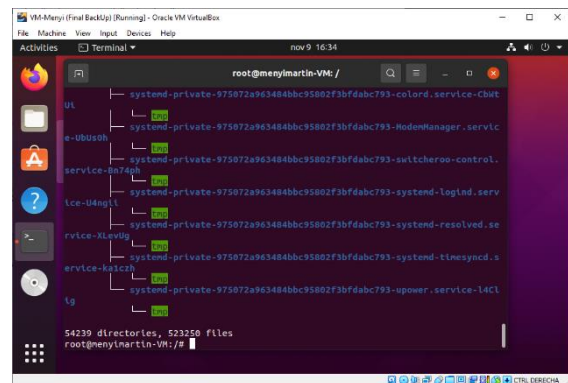 VM-Menyi (Final BackUp) [Running] - Oracle VM VirtualBox
File Machine View Input Devices Help
Activities Terminal nov 9 16:34
root@menyimartin-VM: /
systemd-private-975072a963484bbc95802f3bfdabc793-colord.service-CbWt
Ui
tmp
systemd-private-975072a963484bbc95802f3bfdabc793-ModemManager.servic
e-UbUs0h
tmp
systemd-private-975072a963484bbc95802f3bfdabc793-switcheroo-control.
service-Bn74ph
tmp
systemd-private-975072a963484bbc95802f3bfdabc793-systemd-logind.serv
ice-U4ngii
tmp
systemd-private-975072a963484bbc95802f3bfdabc793-systemd-resolved.se
rvice-XLevUg
tmp
systemd-private-975072a963484bbc95802f3bfdabc793-systemd-timesyncd.s
ervice-ka1czh
tmp
systemd-private-975072a963484bbc95802f3bfdabc793-upower.service-l4Cl
ig
tmp
54239 directories, 523250 files
root@menyimartin-VM:/#
CTRL DERECHA